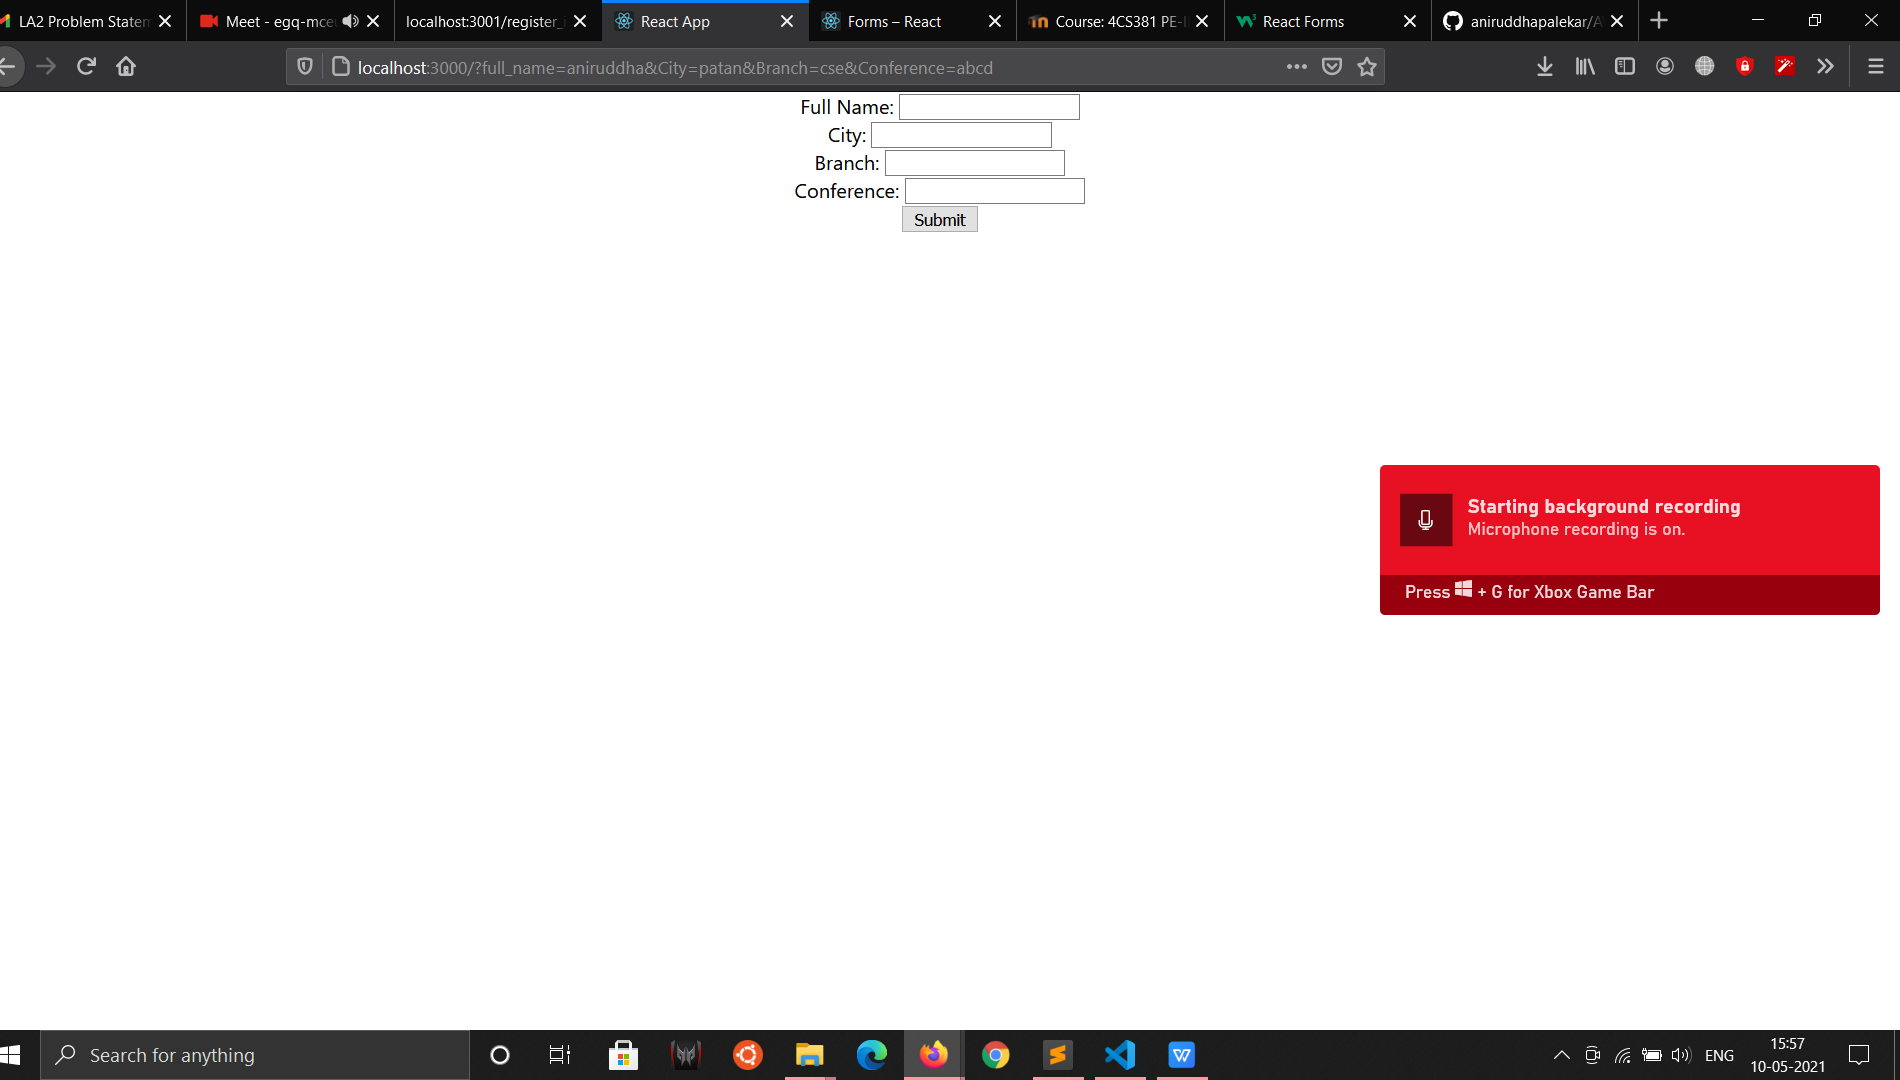 LA2 Problem Statem
Meet - egq-mce
localhost:3001/register_
React App
Forms – React
Course: 4CS381 PE-
React Forms
aniruddhapalekar/A
localhost:3000/?full_name=aniruddha&City=patan&Branch=cse&Conference=abcd
Full Name:
City:
Branch:
Conference:
Submit
Starting background recording
Microphone recording is on.
Press + G for Xbox Game Bar
Search for anything
ENG
15:57
10-05-2021